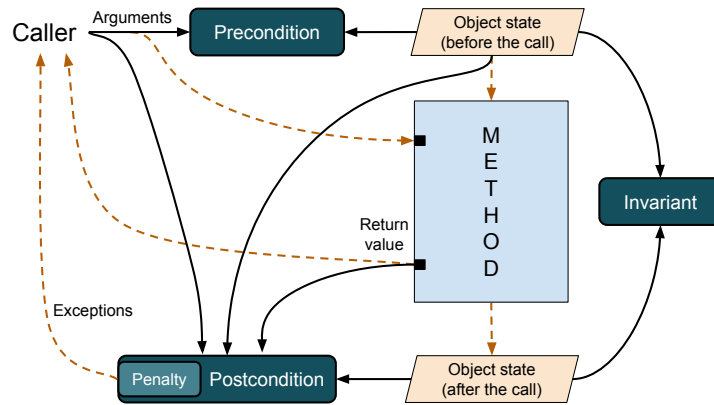 Caller
Arguments
Precondition
Object state
(before the call)
M
E
T
H
O
D
Invariant
Return
value
Exceptions
Penalty
Postcondition
Object state
(after the call)